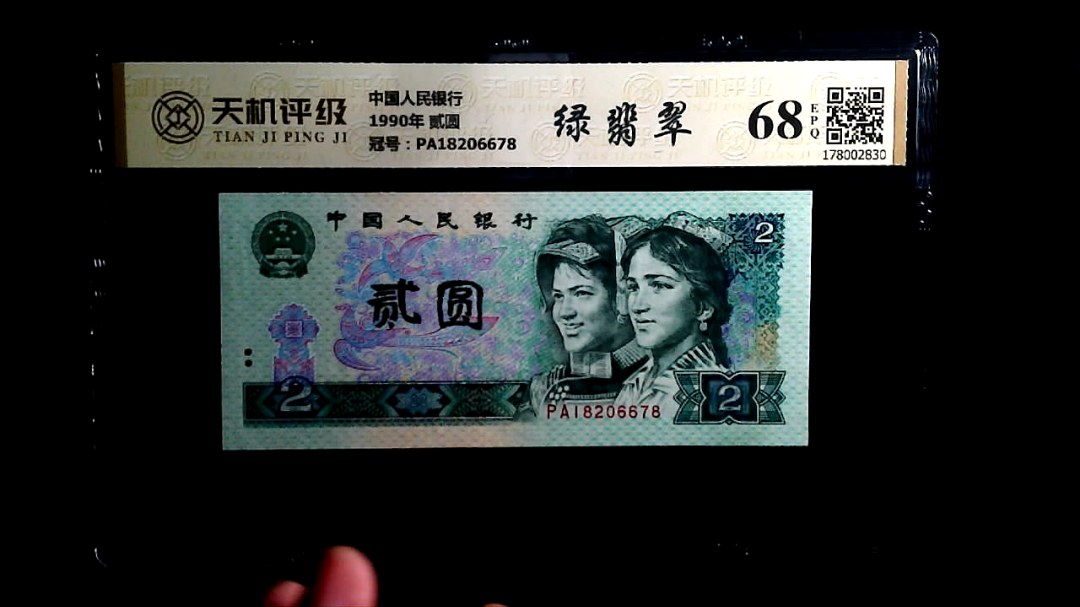 天机评级
TIAN JI PING JI
中国人民银行
1990年 贰圆
冠号：PA18206678
绿翡翠
68
EPQ
178002830
中国人民银行
2
贰圆
2
PA18206678
2